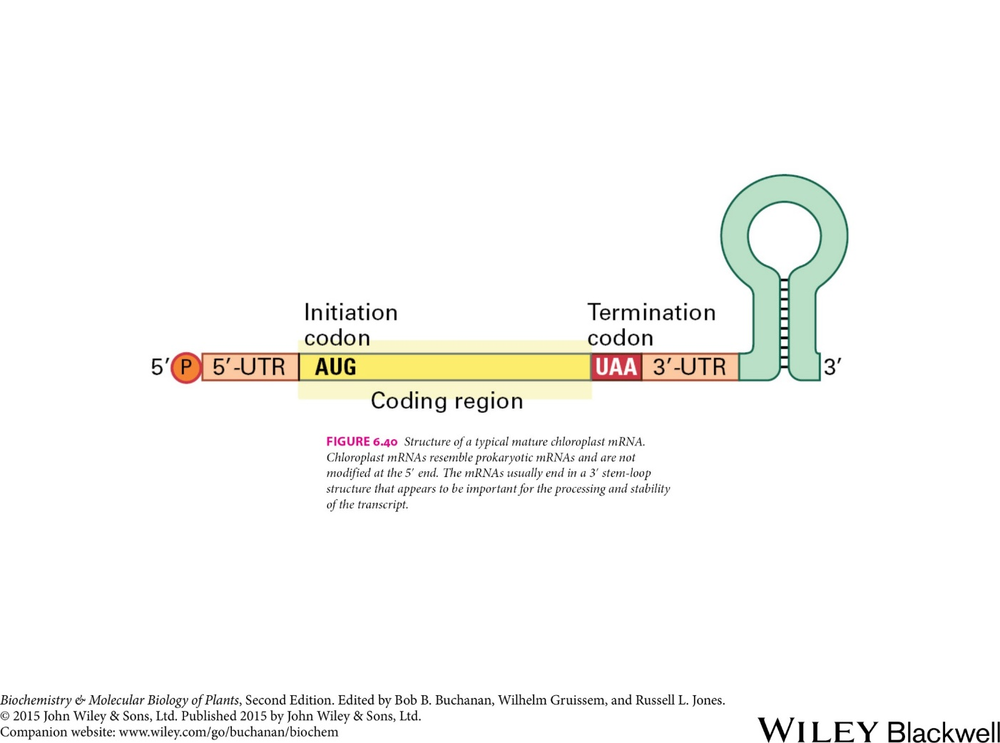 Initiation
codon
Termination
codon
5′ P 5′-UTR AUG UAA 3′-UTR 3′
Coding region
FIGURE 6.40 Structure of a typical mature chloroplast mRNA.
Chloroplast mRNAs resemble prokaryotic mRNAs and are not
modified at the 5′ end. The mRNAs usually end in a 3′ stem-loop
structure that appears to be important for the processing and stability
of the transcript.
Biochemistry & Molecular Biology of Plants, Second Edition. Edited by Bob B. Buchanan, Wilhelm Gruissem, and Russell L. Jones.
© 2015 John Wiley & Sons, Ltd. Published 2015 by John Wiley & Sons, Ltd.
Companion website: www.wiley.com/go/buchanan/biochem
WILEY Blackwell